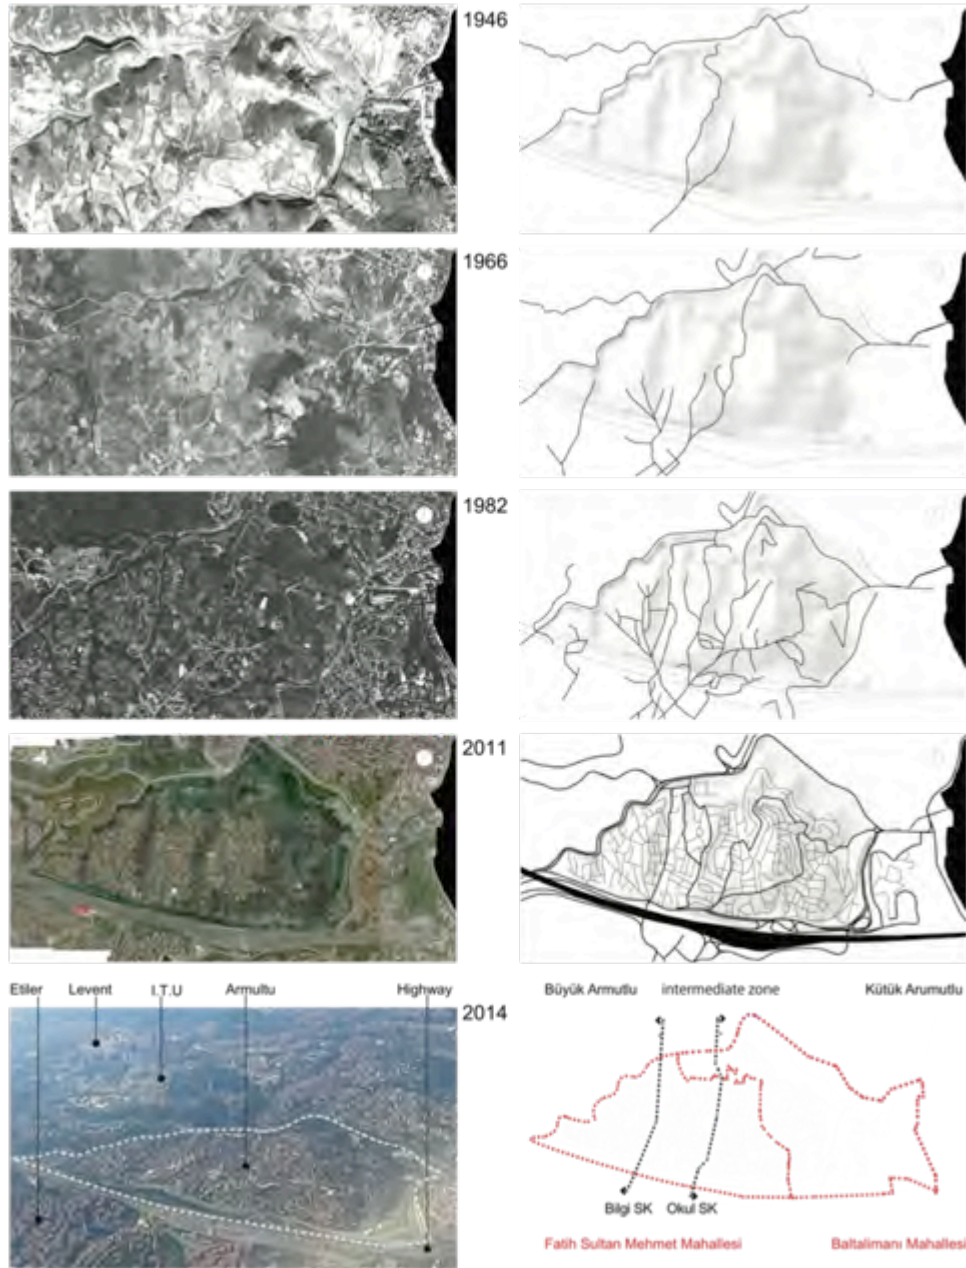 1946
1966
1982
2011
Etiler Levent I.T.U Armultu Highway
2014
Büyük Armutlu intermediate zone Kütük Arumutlu
Bilgi SK Okul SK
Fatih Sultan Mehmet Mahallesi Baltalimanı Mahallesi